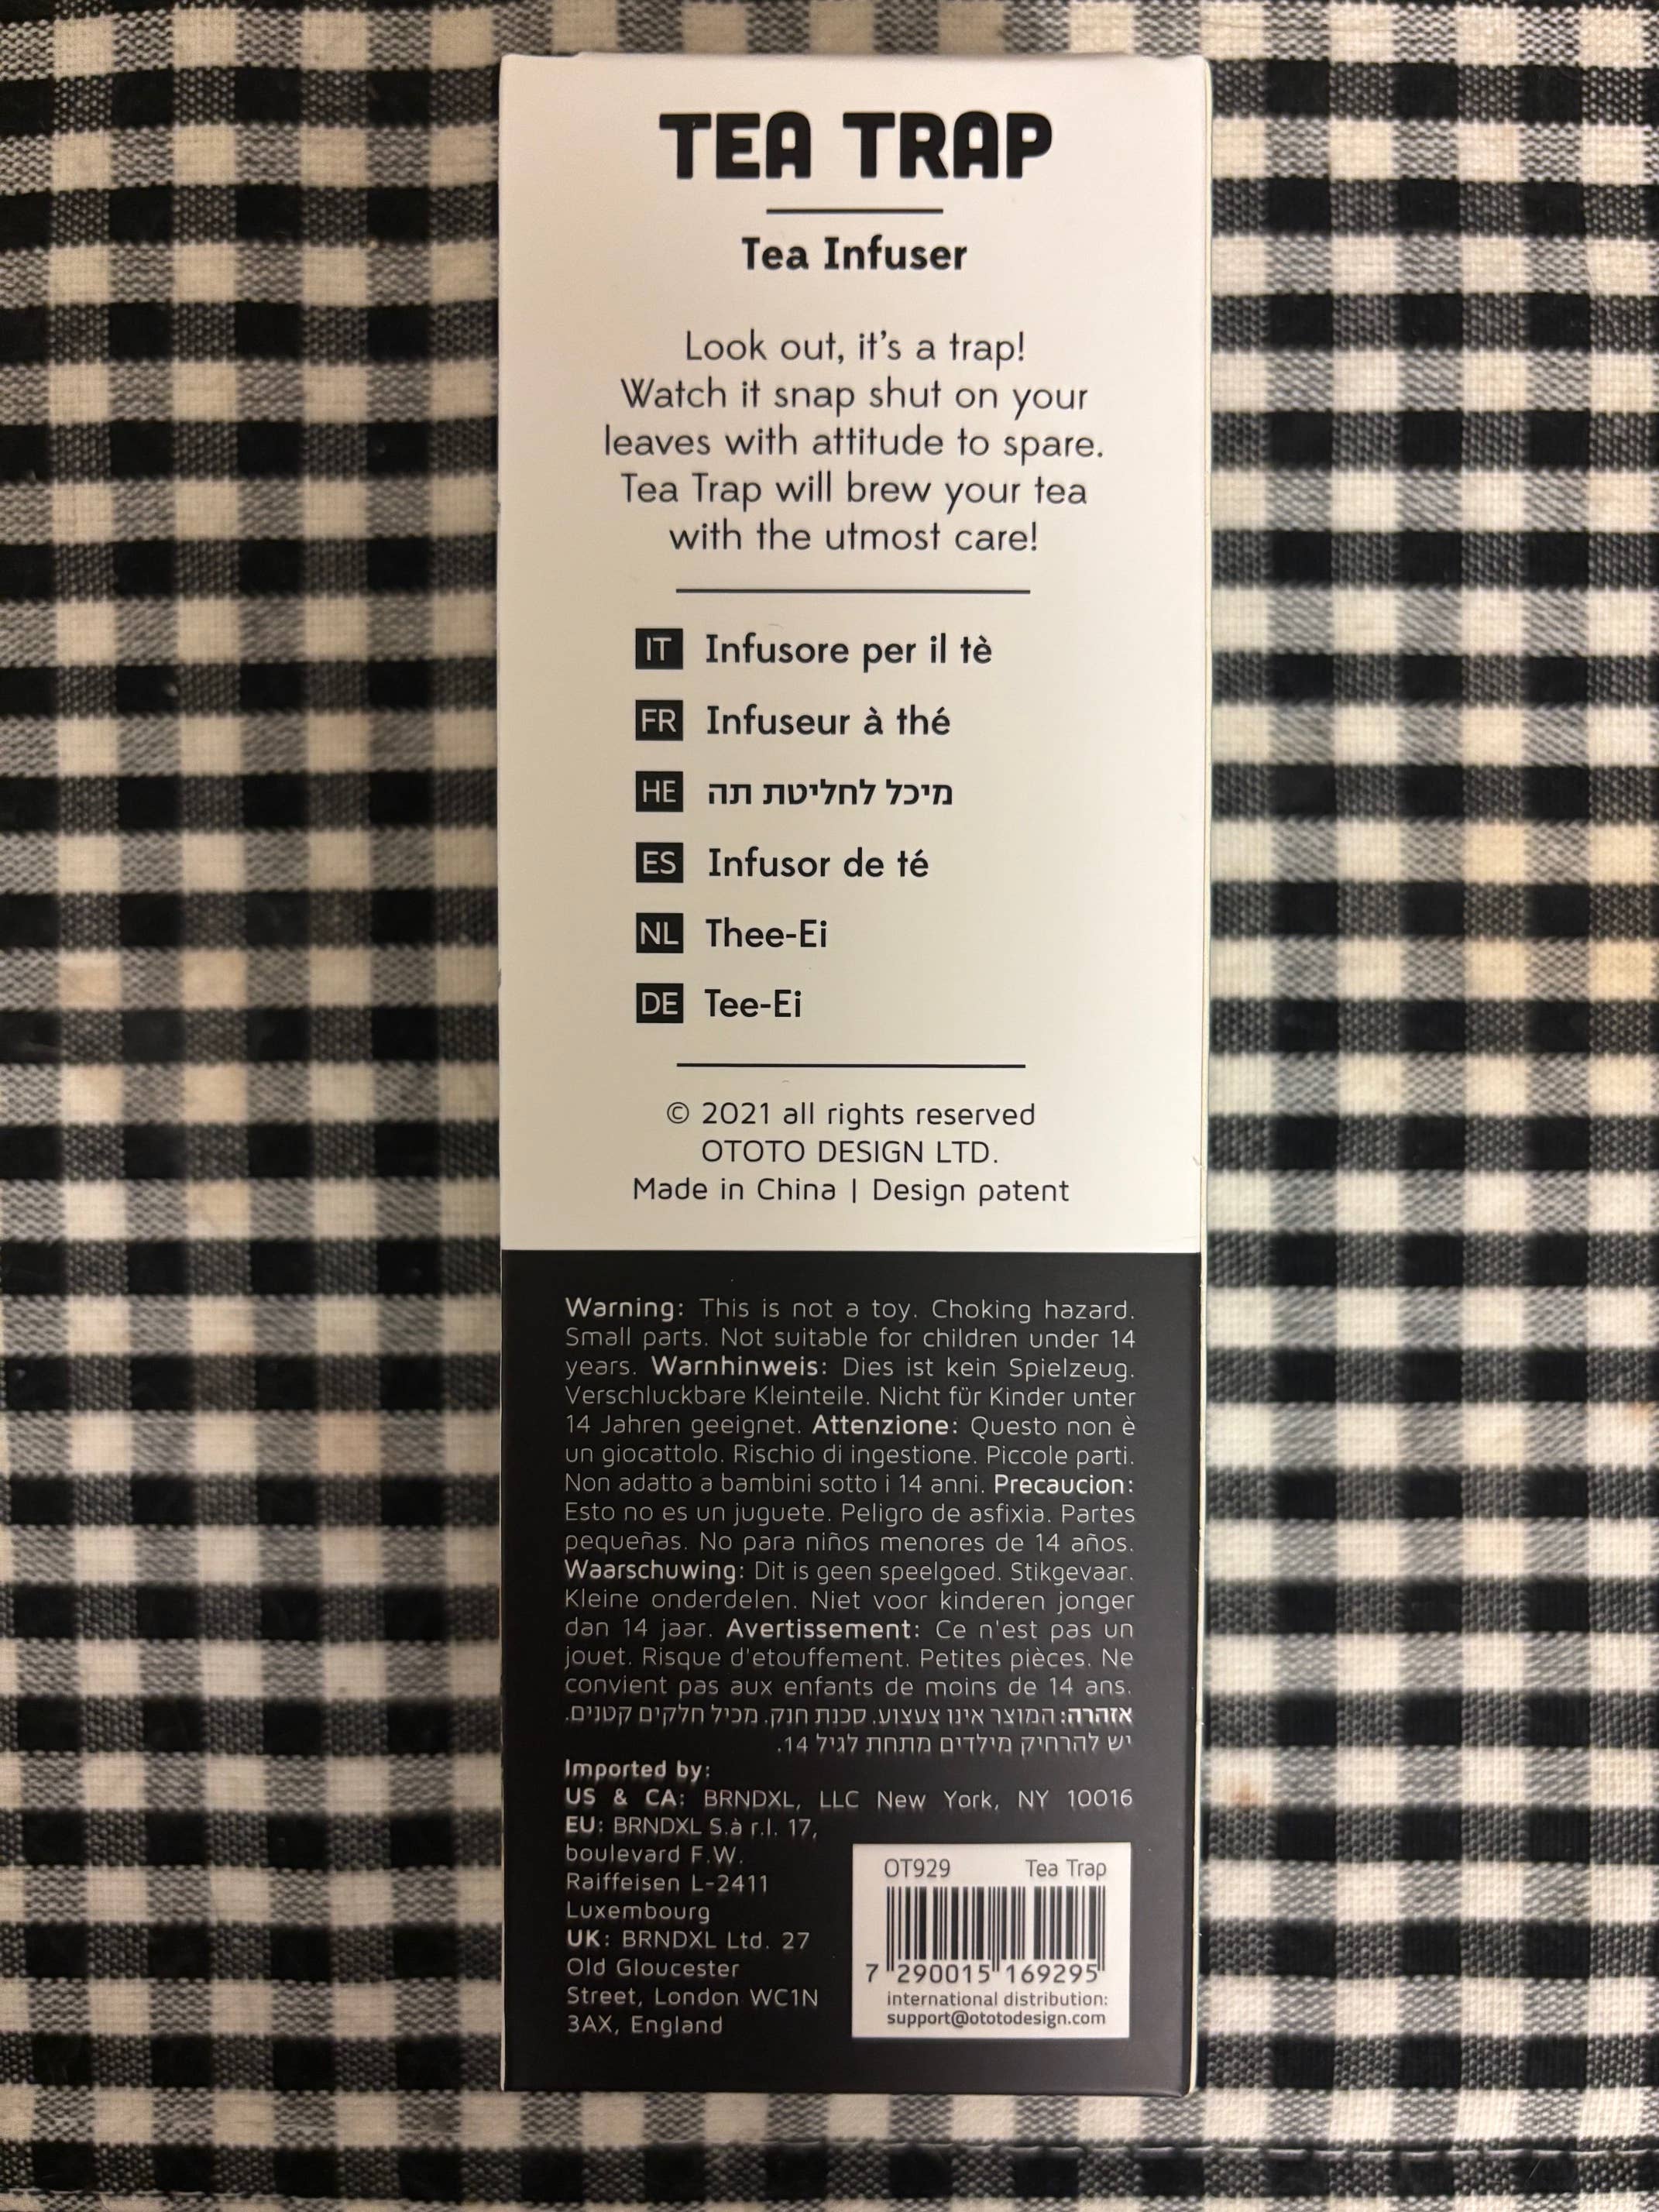 TEA TRAP
Tea Infuser
Look out, it's a trap!
Watch it snap shut on your
leaves with attitude to spare.
Tea Trap will brew your tea
with the utmost care!
IT Infusore per il tè
FR Infuseur à thé
HE מיכל לחליטת תה
ES Infusor de té
NL Thee-Ei
DE Tee-Ei
© 2021 all rights reserved
OTOTO DESIGN LTD.
Made in China | Design patent
Warning: This is not a toy. Choking hazard.
Small parts. Not suitable for children under 14
years. Warnhinweis: Dies ist kein Spielzeug.
Verschluckbare Kleinteile. Nicht für Kinder unter
14 Jahren geeignet. Attenzione: Questo non è
un giocattolo. Rischio di ingestione. Piccole parti.
Non adatto a bambini sotto i 14 anni. Precaucion:
Esto no es un juguete. Peligro de asfixia. Partes
pequeñas. No para niños menores de 14 años.
Waarschuwing: Dit is geen speelgoed. Stikgevaar.
Kleine onderdelen. Niet voor kinderen jonger
dan 14 jaar. Avertissement: Ce n'est pas un
jouet. Risque d'etouffement. Petites pièces. Ne
convient pas aux enfants de moins de 14 ans.
אזהרה: המוצר אינו צעצוע. סכנת חנק. מכיל חלקים קטנים.
יש להרחיק מילדים מתחת לגיל 14.
Imported by:
US & CA: BRNDXL, LLC New York, NY 10016
EU: BRNDXL S.à r.l. 17,
boulevard F.W.
Raiffeisen L-2411
Luxembourg
UK: BRNDXL Ltd. 27
Old Gloucester
Street, London WC1N
3AX, England
OT929 Tea Trap
7 290015 169295
international distribution:
support@ototodesign.com